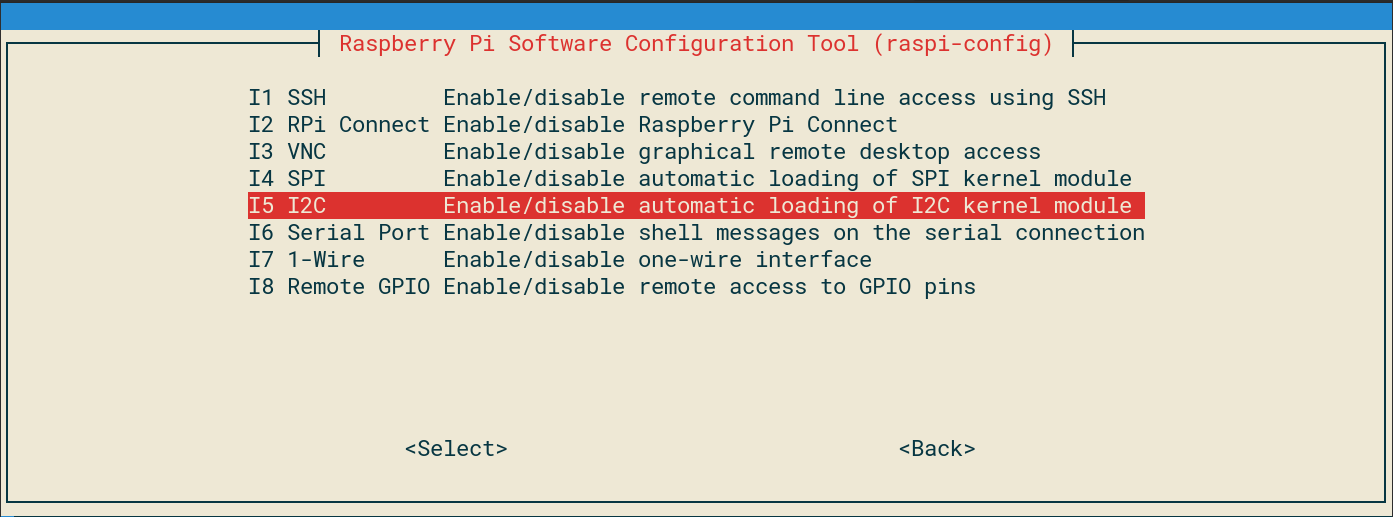 Raspberry Pi Software Configuration Tool (raspi-config)
I1 SSH Enable/disable remote command line access using SSH
I2 RPi Connect Enable/disable Raspberry Pi Connect
I3 VNC Enable/disable graphical remote desktop access
I4 SPI Enable/disable automatic loading of SPI kernel module
I5 I2C Enable/disable automatic loading of I2C kernel module
I6 Serial Port Enable/disable shell messages on the serial connection
I7 1-Wire Enable/disable one-wire interface
I8 Remote GPIO Enable/disable remote access to GPIO pins
<Select> <Back>